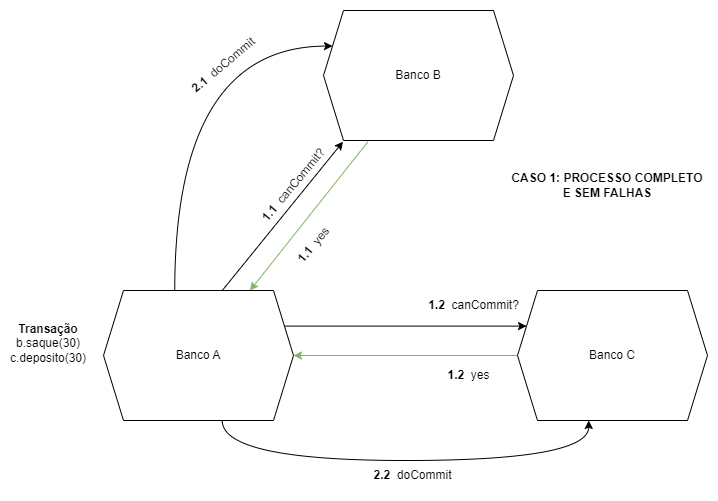 Banco B
2.1 doCommit
1.1 canCommit?
1.1 yes
CASO 1: PROCESSO COMPLETO
E SEM FALHAS
Transação
b.saque(30)
c.deposito(30)
Banco A
1.2 canCommit?
1.2 yes
Banco C
2.2 doCommit